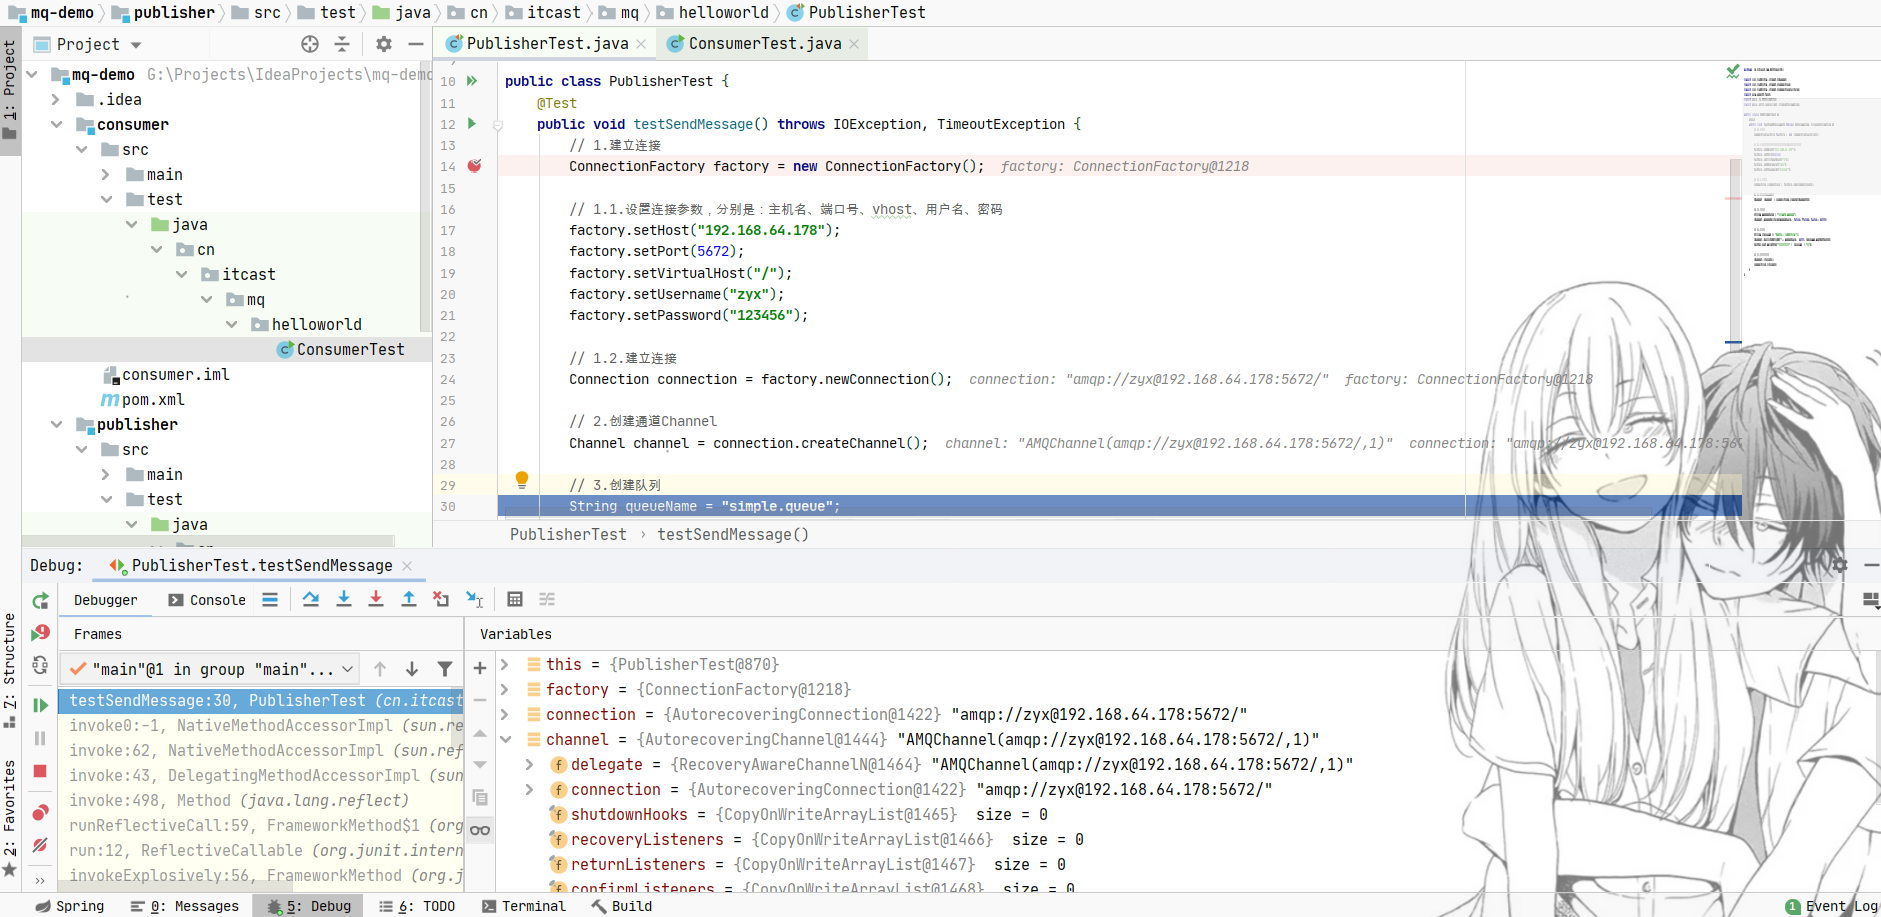 mq-demo publisher src test java cn itcast mq helloworld PublisherTest
1: Project
Project
PublisherTest.java ConsumerTest.java
mq-demo G:\Projects\IdeaProjects\mq-demo
.idea
consumer
src
main
test
java
cn
itcast
mq
helloworld
ConsumerTest
consumer.iml
pom.xml
publisher
src
main
test
java
10 public class PublisherTest {
11 @Test
12 public void testSendMessage() throws IOException, TimeoutException {
13 // 1.建立连接
14 ConnectionFactory factory = new ConnectionFactory(); factory: ConnectionFactory@1218
15
16 // 1.1.设置连接参数，分别是：主机名、端口号、vhost、用户名、密码
17 factory.setHost("192.168.64.178");
18 factory.setPort(5672);
19 factory.setVirtualHost("/");
20 factory.setUsername("zyx");
21 factory.setPassword("123456");
22
23 // 1.2.建立连接
24 Connection connection = factory.newConnection(); connection: "amqp://zyx@192.168.64.178:5672/" factory: ConnectionFactory@1218
25
26 // 2.创建通道Channel
27 Channel channel = connection.createChannel(); channel: "AMQChannel(amqp://zyx@192.168.64.178:5672/,1)" connection: "amqp://zyx@192.168.64.178:567
28
29 // 3.创建队列
30 String queueName = "simple.queue";
PublisherTest › testSendMessage()
Debug: PublisherTest.testSendMessage
Debugger Console
Frames Variables
"main"@1 in group "main"...
testSendMessage:30, PublisherTest (cn.itcast
invoke0:-1, NativeMethodAccessorImpl (sun.re
invoke:62, NativeMethodAccessorImpl (sun.ref
invoke:43, DelegatingMethodAccessorImpl (sun
invoke:498, Method (java.lang.reflect)
runReflectiveCall:59, FrameworkMethod$1 (org
run:12, ReflectiveCallable (org.junit.intern
invokeExplosively:56, FrameworkMethod (org.j
this = {PublisherTest@870}
factory = {ConnectionFactory@1218}
connection = {AutorecoveringConnection@1422} "amqp://zyx@192.168.64.178:5672/"
channel = {AutorecoveringChannel@1444} "AMQChannel(amqp://zyx@192.168.64.178:5672/,1)"
delegate = {RecoveryAwareChannelN@1464} "AMQChannel(amqp://zyx@192.168.64.178:5672/,1)"
connection = {AutorecoveringConnection@1422} "amqp://zyx@192.168.64.178:5672/"
shutdownHooks = {CopyOnWriteArrayList@1465} size = 0
recoveryListeners = {CopyOnWriteArrayList@1466} size = 0
returnListeners = {CopyOnWriteArrayList@1467} size = 0
confirmListeners = {CopyOnWriteArrayList@1468} size = 0
Z: Structure
2: Favorites
Spring 0: Messages 5: Debug 6: TODO Terminal Build 1 Event Log